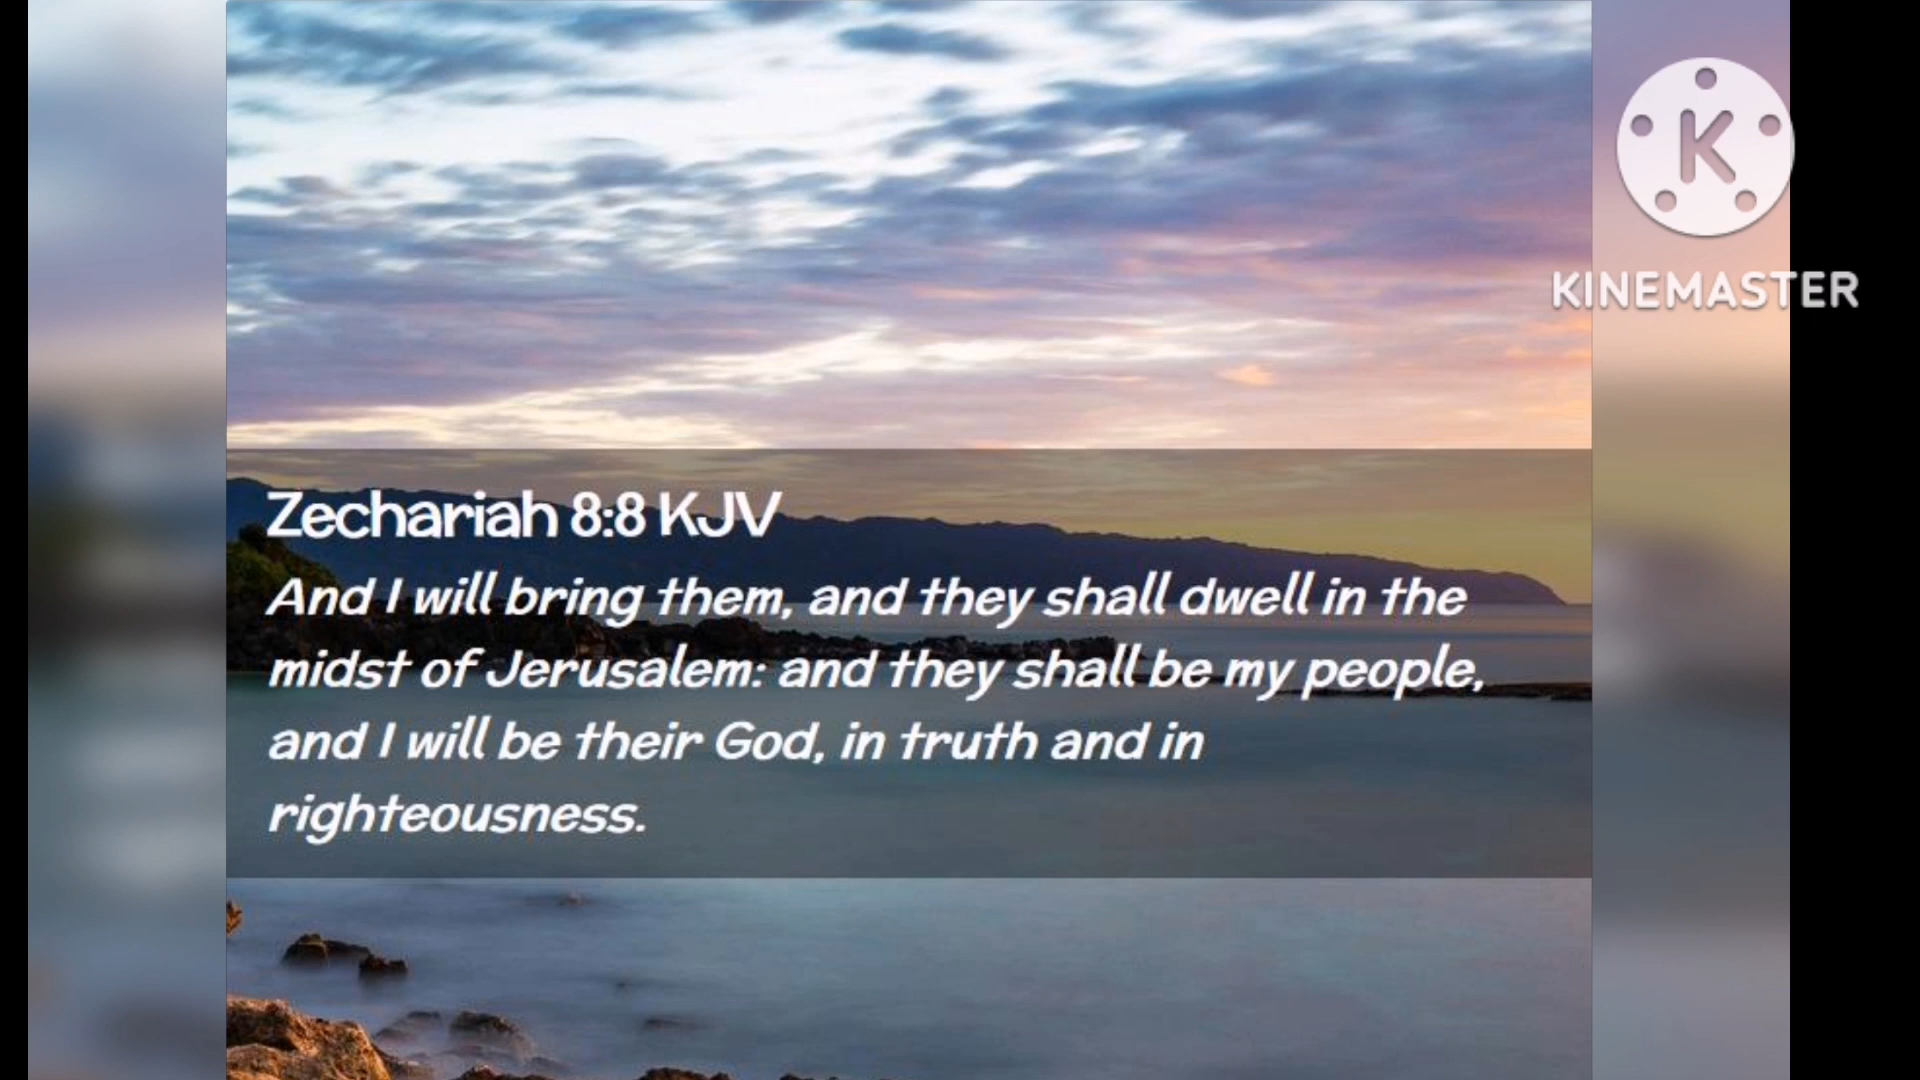 K
KINEMASTER
Zechariah 8:8 KJV
And I will bring them, and they shall dwell in the
midst of Jerusalem: and they shall be my people,
and I will be their God, in truth and in
righteousness.